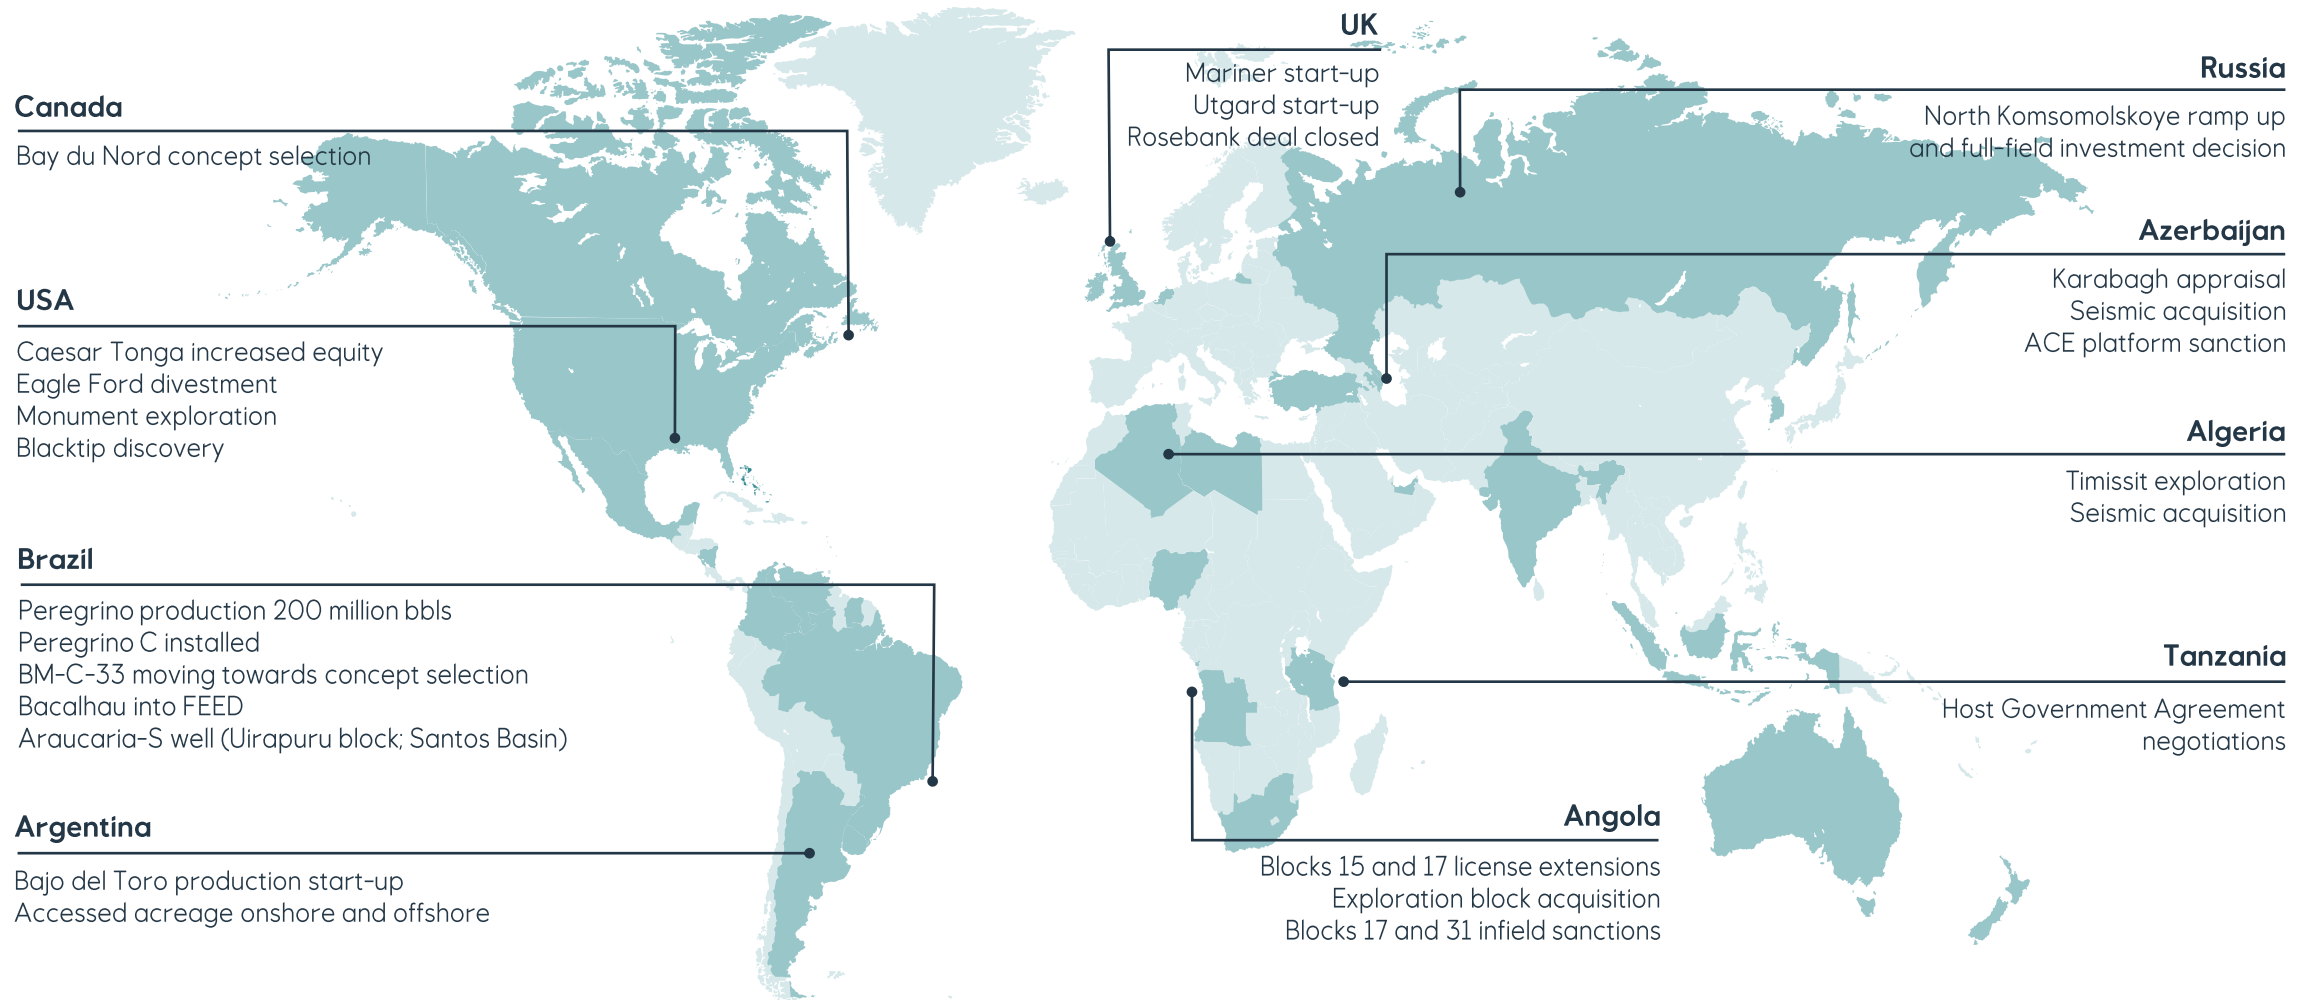 UK
Mariner start-up
Utgard start-up
Rosebank deal closed
Russia
North Komsomolskoye ramp up
and full-field investment decision
Canada
Bay du Nord concept selection
Azerbaijan
Karabagh appraisal
Seismic acquisition
ACE platform sanction
USA
Caesar Tonga increased equity
Eagle Ford divestment
Monument exploration
Blacktip discovery
Algeria
Timissit exploration
Seismic acquisition
Brazil
Peregrino production 200 million bbls
Peregrino C installed
BM-C-33 moving towards concept selection
Bacalhau into FEED
Araucaria-S well (Uirapuru block; Santos Basin)
Tanzania
Host Government Agreement
negotiations
Argentina
Bajo del Toro production start-up
Accessed acreage onshore and offshore
Angola
Blocks 15 and 17 license extensions
Exploration block acquisition
Blocks 17 and 31 infield sanctions